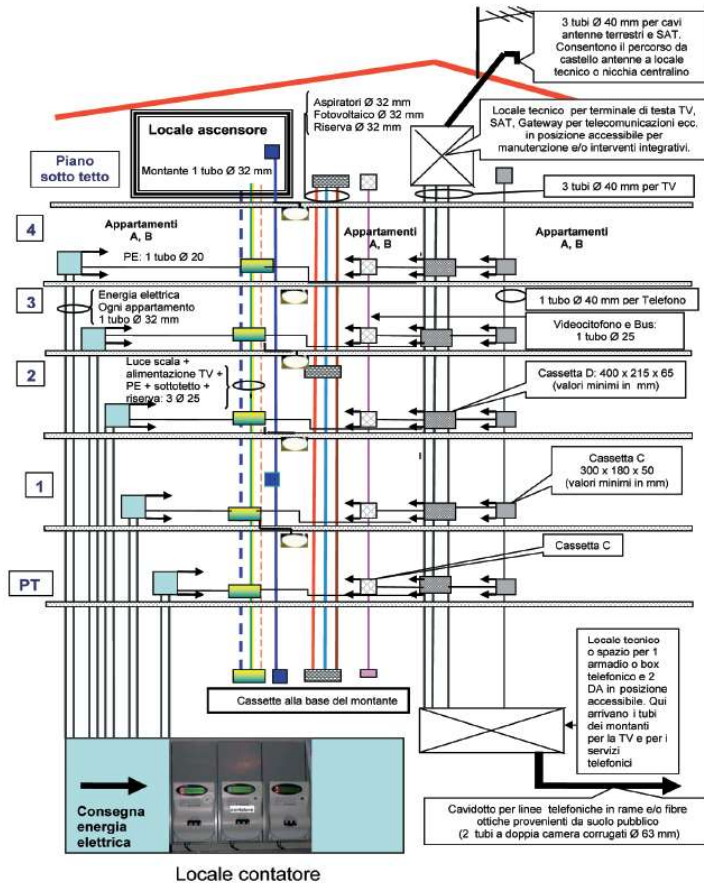 3 tubi Ø 40 mm per cavi
antenne terrestri e SAT.
Consentono il percorso da
castello antenne a locale
tecnico o nicchia centralino
Aspiratori Ø 32 mm
Fotovoltaico Ø 32 mm
Riserva Ø 32 mm
Locale ascensore
Montante 1 tubo Ø 32 mm
Locale tecnico per terminale di testa TV,
SAT, Gateway per telecomunicazioni ecc.
in posizione accessibile per
manutenzione e/o interventi integrativi.
Piano
sotto tetto
3 tubi Ø 40 mm per TV
4
Appartamenti
A, B
Appartamenti
A, B
Appartamenti
A, B
PE: 1 tubo Ø 20
3
Energia elettrica
Ogni appartamento
1 tubo Ø 32 mm
1 tubo Ø 40 mm per Telefono
Videocitofono e Bus:
1 tubo Ø 25
2
Luce scala +
alimentazione TV +
PE + sottotetto +
riserva: 3 Ø 25
Cassetta D: 400 x 215 x 65
(valori minimi in mm)
1
Cassetta C
300 x 180 x 50
(valori minimi in mm)
Cassetta C
PT
Locale tecnico
o spazio per 1
armadio o box
telefonico e 2
DA in posizione
accessibile. Qui
arrivano i tubi
dei montanti
per la TV e per i
servizi
telefonici
Cassette alla base del montante
Consegna
energia
elettrica
contatore
Cavidotto per linee telefoniche in rame e/o fibre
ottiche provenienti da suolo pubblico
(2 tubi a doppia camera corrugati Ø 63 mm)
Locale contatore